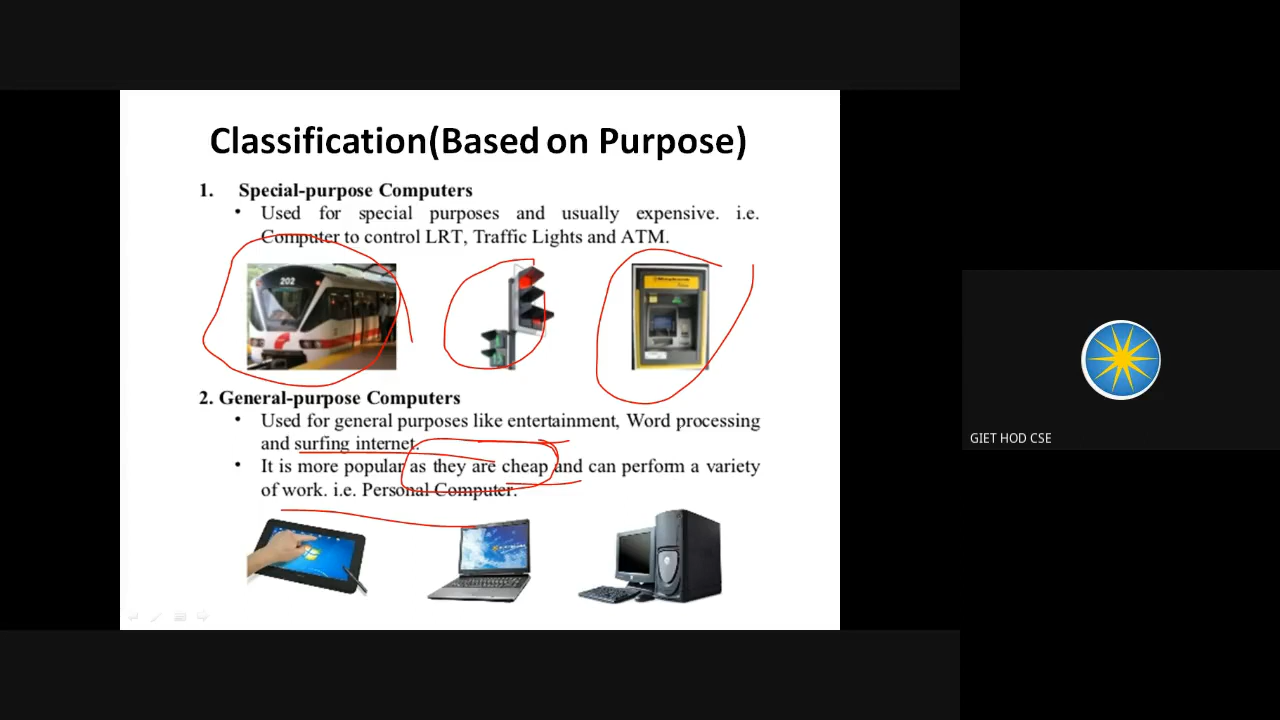 Classification(Based on Purpose)
1. Special-purpose Computers
• Used for special purposes and usually expensive. i.e.
Computer to control LRT, Traffic Lights and ATM.
202
2. General-purpose Computers
• Used for general purposes like entertainment, Word processing
and surfing internet.
• It is more popular as they are cheap and can perform a variety
of work. i.e. Personal Computer.
GIET HOD CSE